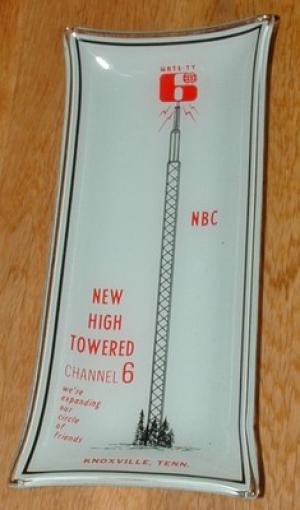 WATE-TV
6
NBC
NEW
HIGH
TOWERED
CHANNEL 6
we're
expanding
our
circle
of
friends
KNOXVILLE, TENN.